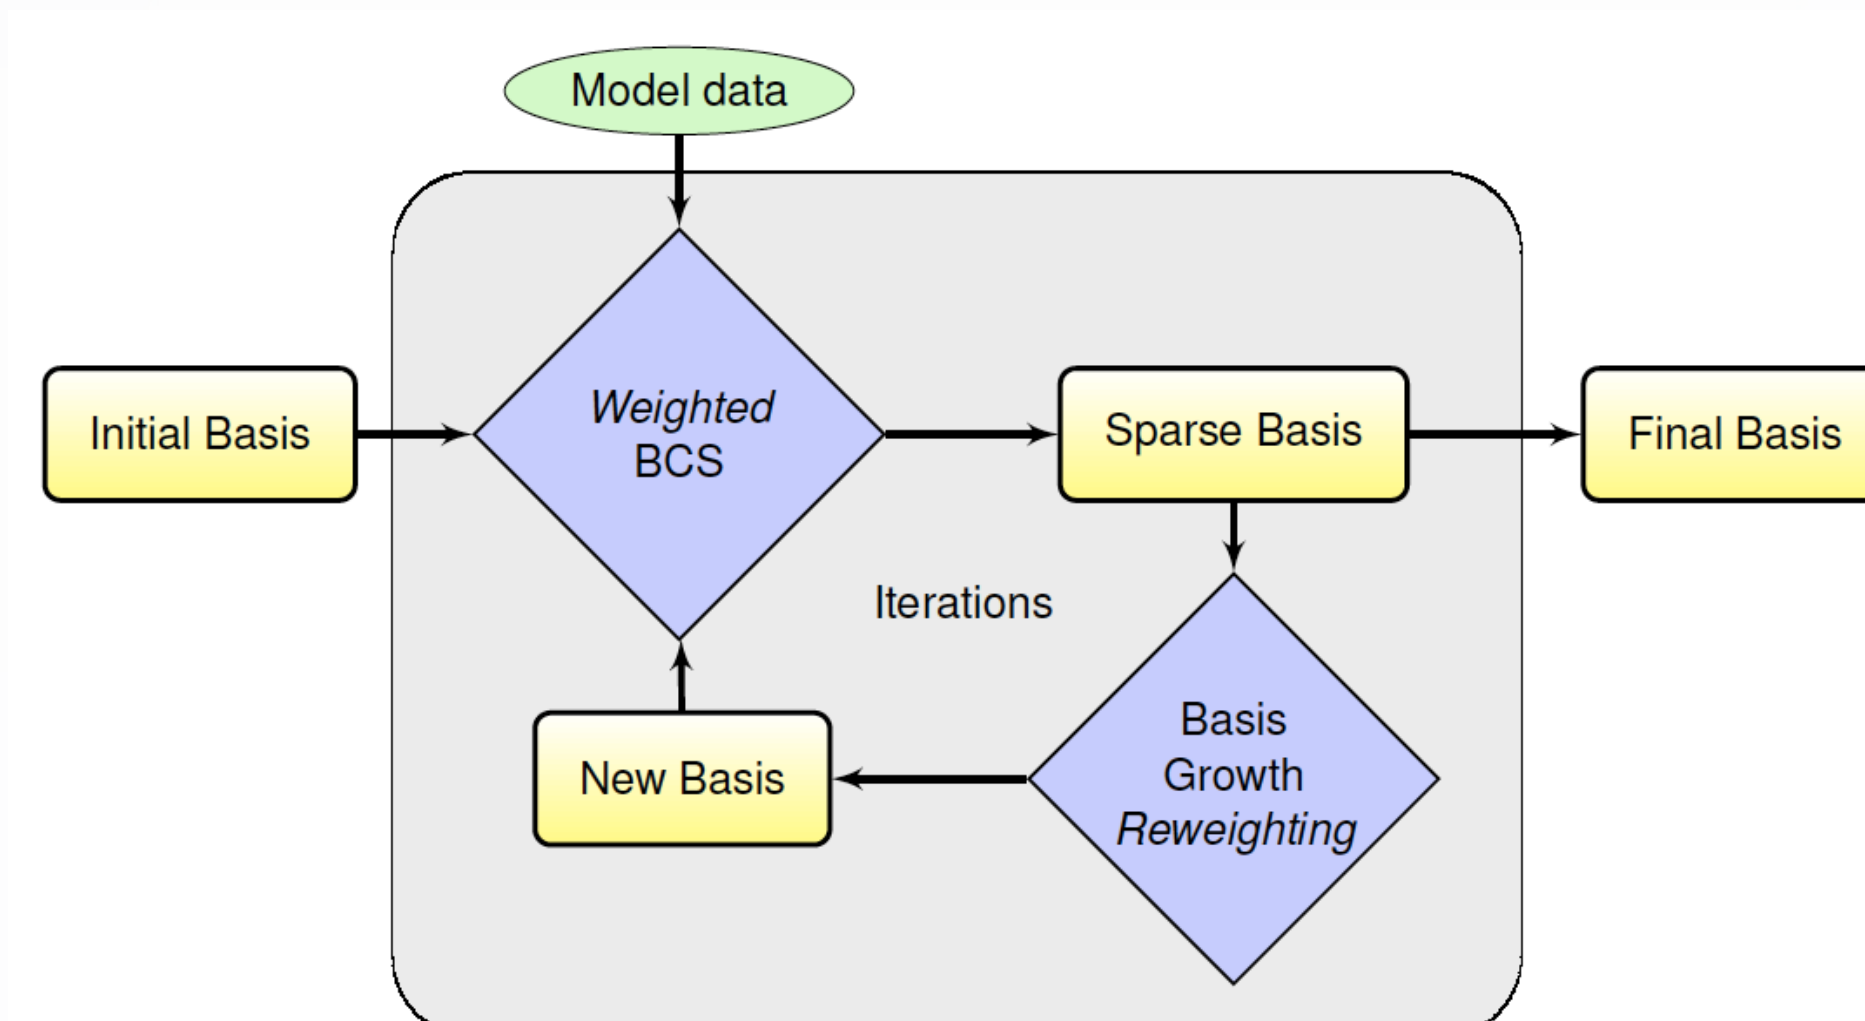 Model data
Initial Basis
Weighted
BCS
Sparse Basis
Final Basis
Iterations
New Basis
Basis
Growth
Reweighting